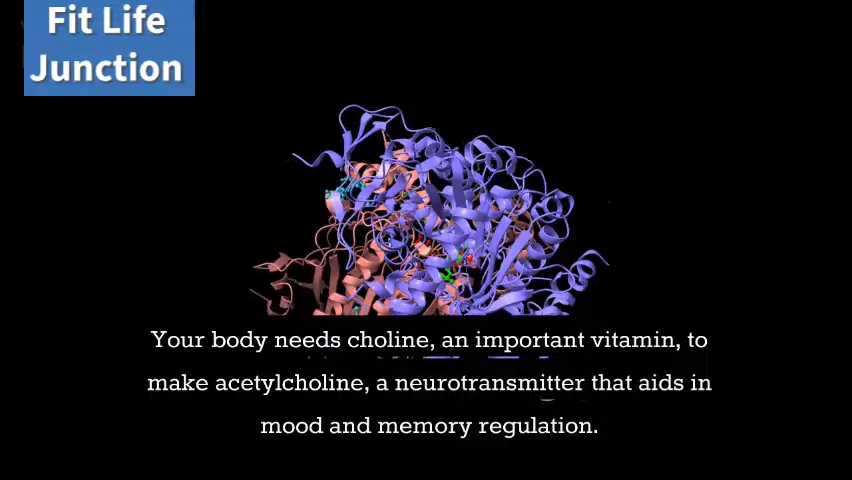 Fit Life
Junction
Your body needs choline, an important vitamin, to
make acetylcholine, a neurotransmitter that aids in
mood and memory regulation.